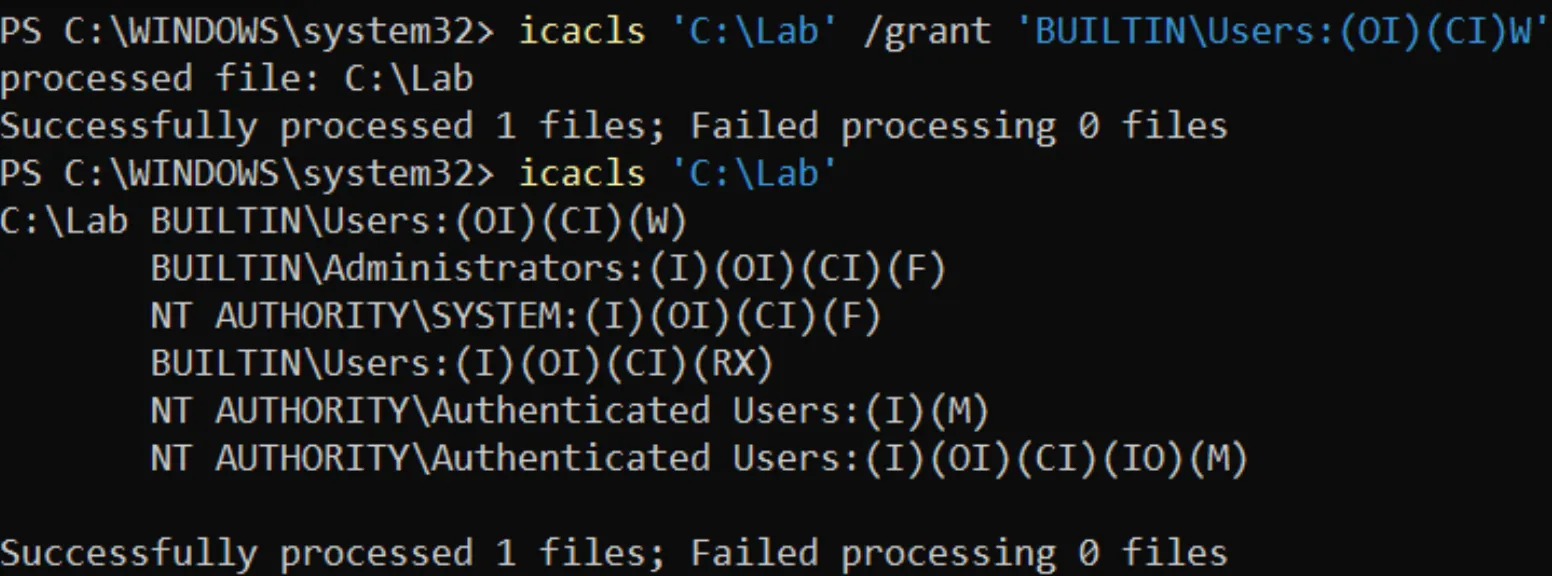 PS C:\WINDOWS\system32> icacls 'C:\Lab' /grant 'BUILTIN\Users:(OI)(CI)W'
processed file: C:\Lab
Successfully processed 1 files; Failed processing 0 files
PS C:\WINDOWS\system32> icacls 'C:\Lab'
C:\Lab BUILTIN\Users:(OI)(CI)(W)
       BUILTIN\Administrators:(I)(OI)(CI)(F)
       NT AUTHORITY\SYSTEM:(I)(OI)(CI)(F)
       BUILTIN\Users:(I)(OI)(CI)(RX)
       NT AUTHORITY\Authenticated Users:(I)(M)
       NT AUTHORITY\Authenticated Users:(I)(OI)(CI)(IO)(M)

Successfully processed 1 files; Failed processing 0 files